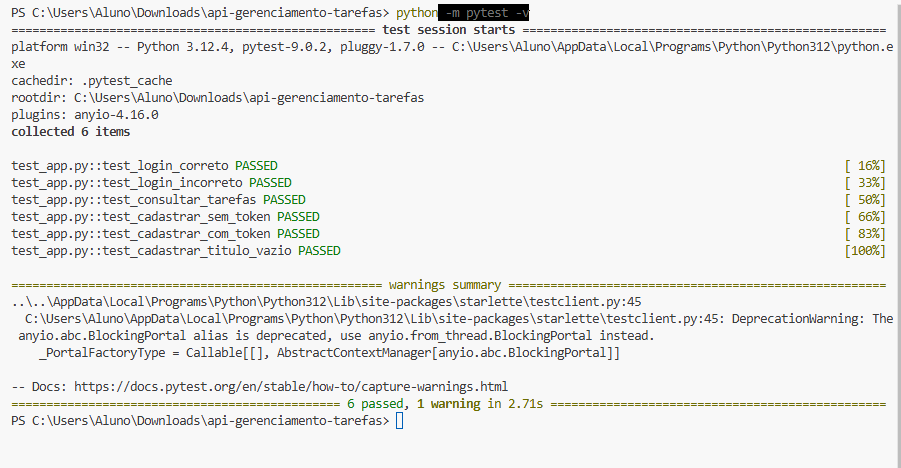 PS C:\Users\Aluno\Downloads\api-gerenciamento-tarefas> python -m pytest -v
==================================================== test session starts ====================================================
platform win32 -- Python 3.12.4, pytest-9.0.2, pluggy-1.7.0 -- C:\Users\Aluno\AppData\Local\Programs\Python\Python312\python.e
xe
cachedir: .pytest_cache
rootdir: C:\Users\Aluno\Downloads\api-gerenciamento-tarefas
plugins: anyio-4.16.0
collected 6 items
test_app.py::test_login_correto PASSED [ 16%]
test_app.py::test_login_incorreto PASSED [ 33%]
test_app.py::test_consultar_tarefas PASSED [ 50%]
test_app.py::test_cadastrar_sem_token PASSED [ 66%]
test_app.py::test_cadastrar_com_token PASSED [ 83%]
test_app.py::test_cadastrar_titulo_vazio PASSED [100%]
===================================================== warnings summary ======================================================
..\..\AppData\Local\Programs\Python\Python312\Lib\site-packages\starlette\testclient.py:45
C:\Users\Aluno\AppData\Local\Programs\Python\Python312\Lib\site-packages\starlette\testclient.py:45: DeprecationWarning: The
anyio.abc.BlockingPortal alias is deprecated, use anyio.from_thread.BlockingPortal instead.
_PortalFactoryType = Callable[[], AbstractContextManager[anyio.abc.BlockingPortal]]
-- Docs: https://docs.pytest.org/en/stable/how-to/capture-warnings.html
=============================================== 6 passed, 1 warning in 2.71s ================================================
PS C:\Users\Aluno\Downloads\api-gerenciamento-tarefas>